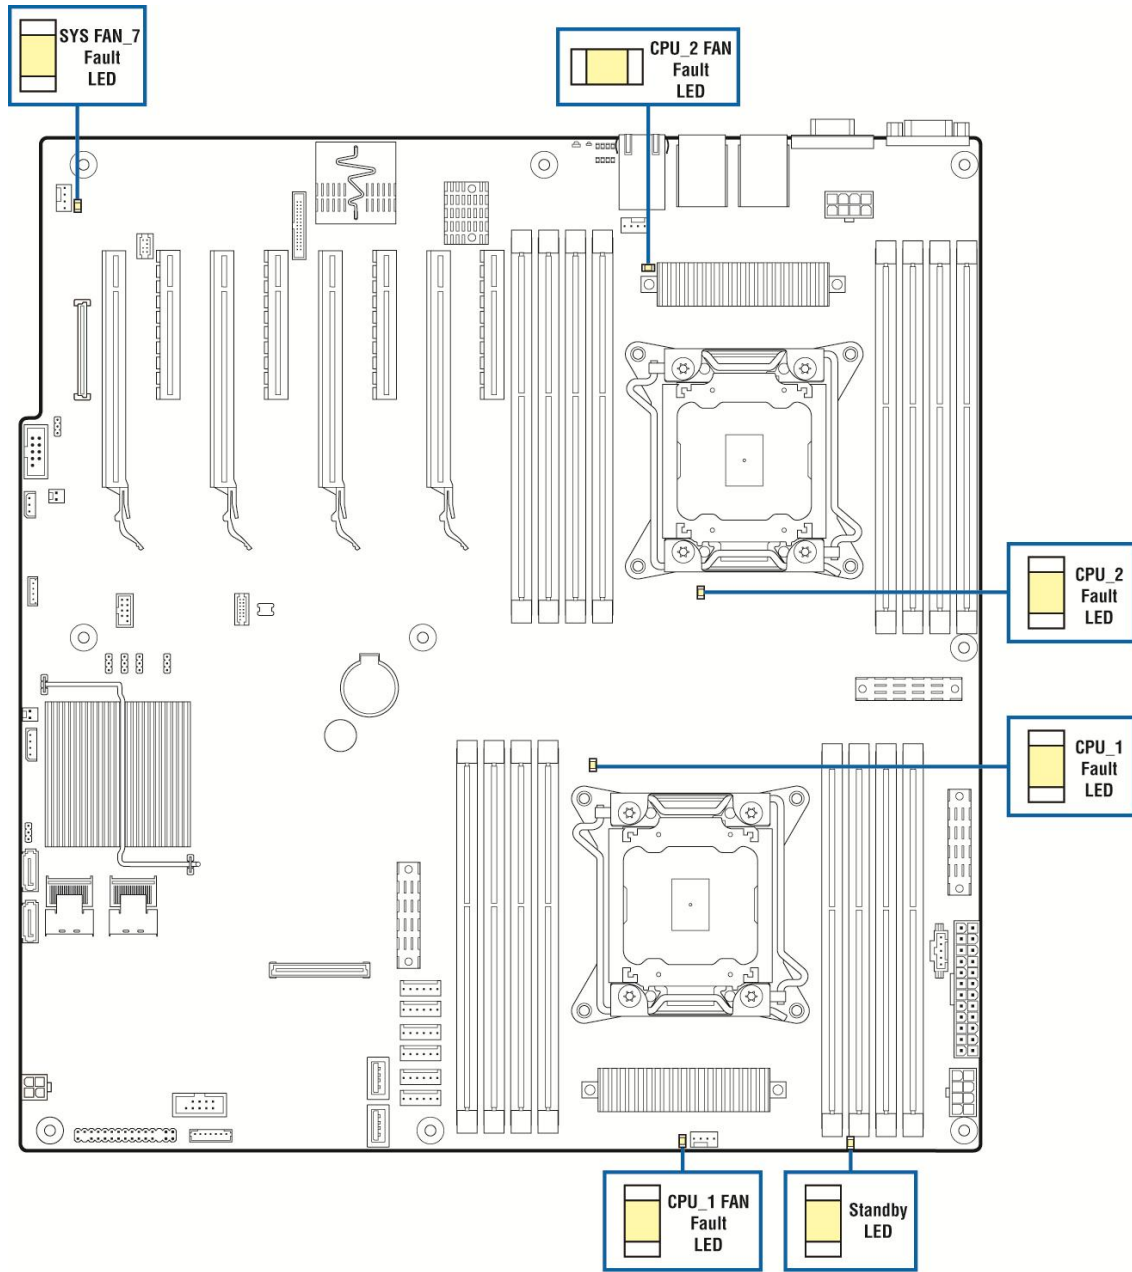 SYS FAN_7
Fault
LED
CPU_2 FAN
Fault
LED
CPU_2
Fault
LED
CPU_1
Fault
LED
CPU_1 FAN
Fault
LED
Standby
LED